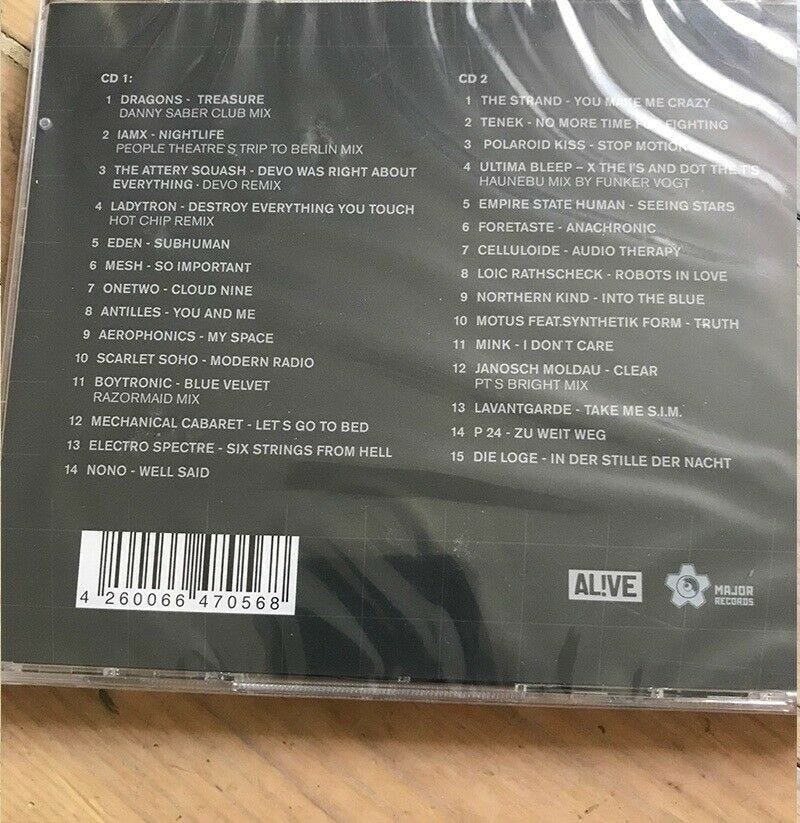 CD 1:
1 DRAGONS - TREASURE
DANNY SABER CLUB MIX
2 IAMX - NIGHTLIFE
PEOPLE THEATRE'S TRIP TO BERLIN MIX
3 THE ATTERY SQUASH - DEVO WAS RIGHT ABOUT
EVERYTHING · DEVO REMIX
4 LADYTRON - DESTROY EVERYTHING YOU TOUCH
HOT CHIP REMIX
5 EDEN - SUBHUMAN
6 MESH - SO IMPORTANT
7 ONETWO - CLOUD NINE
8 ANTILLES - YOU AND ME
9 AEROPHONICS - MY SPACE
10 SCARLET SOHO - MODERN RADIO
11 BOYTRONIC - BLUE VELVET
RAZORMAID MIX
12 MECHANICAL CABARET - LET'S GO TO BED
13 ELECTRO SPECTRE - SIX STRINGS FROM HELL
14 NONO - WELL SAID
CD 2
1 THE STRAND - YOU MAKE ME CRAZY
2 TENEK - NO MORE TIME FOR FIGHTING
3 POLAROID KISS - STOP MOTION
4 ULTIMA BLEEP – X THE I'S AND DOT THE T'S
HAUNEBU MIX BY FUNKER VOGT
5 EMPIRE STATE HUMAN - SEEING STARS
6 FORETASTE - ANACHRONIC
7 CELLULOIDE - AUDIO THERAPY
8 LOIC RATHSCHECK - ROBOTS IN LOVE
9 NORTHERN KIND - INTO THE BLUE
10 MOTUS FEAT.SYNTHETIK FORM - TRUTH
11 MINK - I DON'T CARE
12 JANOSCH MOLDAU - CLEAR
PT'S BRIGHT MIX
13 LAVANTGARDE - TAKE ME S.I.M.
14 P 24 - ZU WEIT WEG
15 DIE LOGE - IN DER STILLE DER NACHT
4 260066 470568
AL!VE
MAJOR
RECORDS